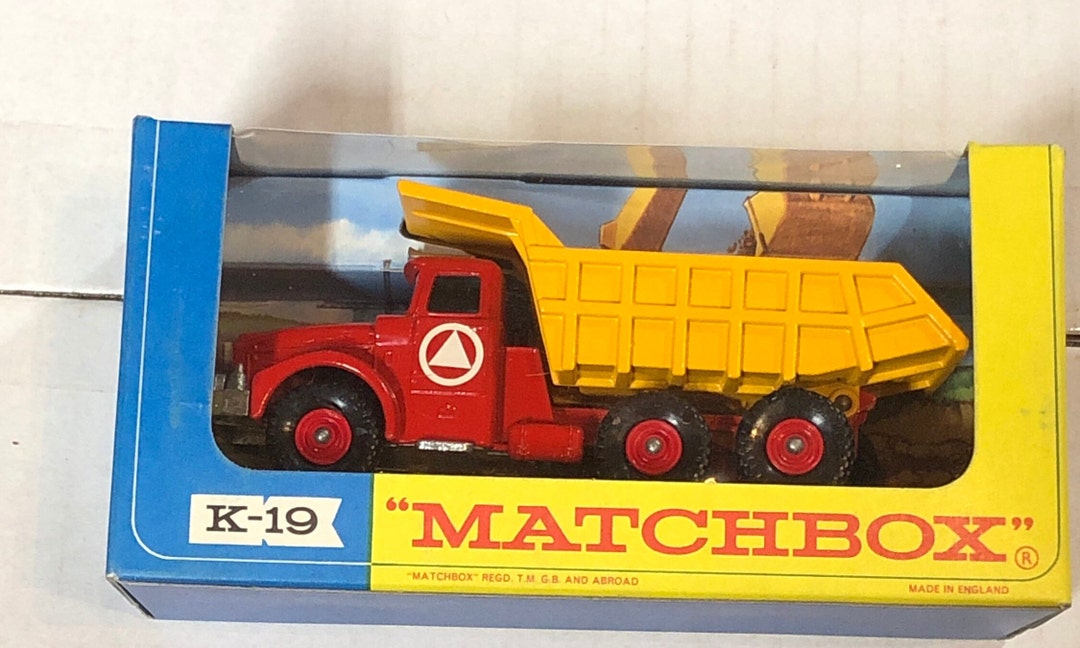 K-19
“MATCHBOX”®
"MATCHBOX" REGD. T.M. G.B. AND ABROAD
MADE IN ENGLAND